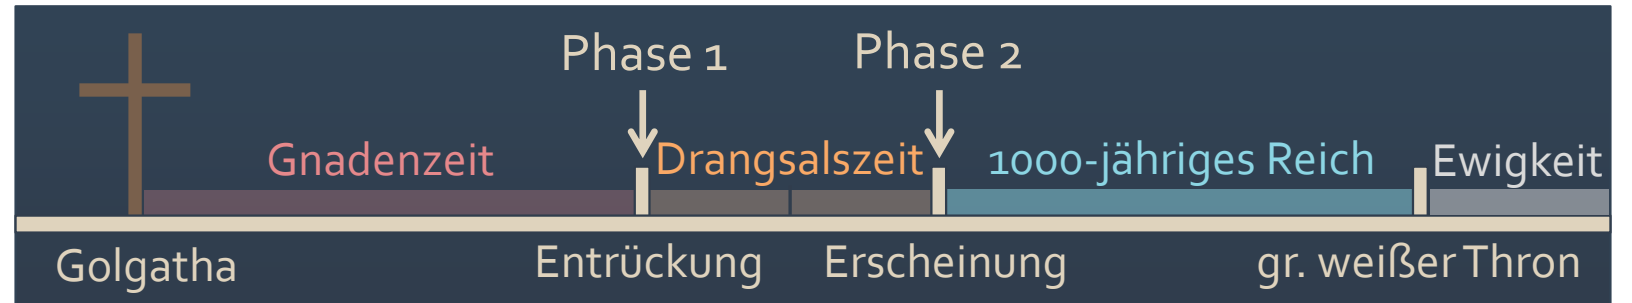 Phase 1
Phase 2
Gnadenzeit
Drangsalszeit
1000-jähriges Reich
Ewigkeit
Golgatha
Entrückung
Erscheinung
gr. weißer Thron